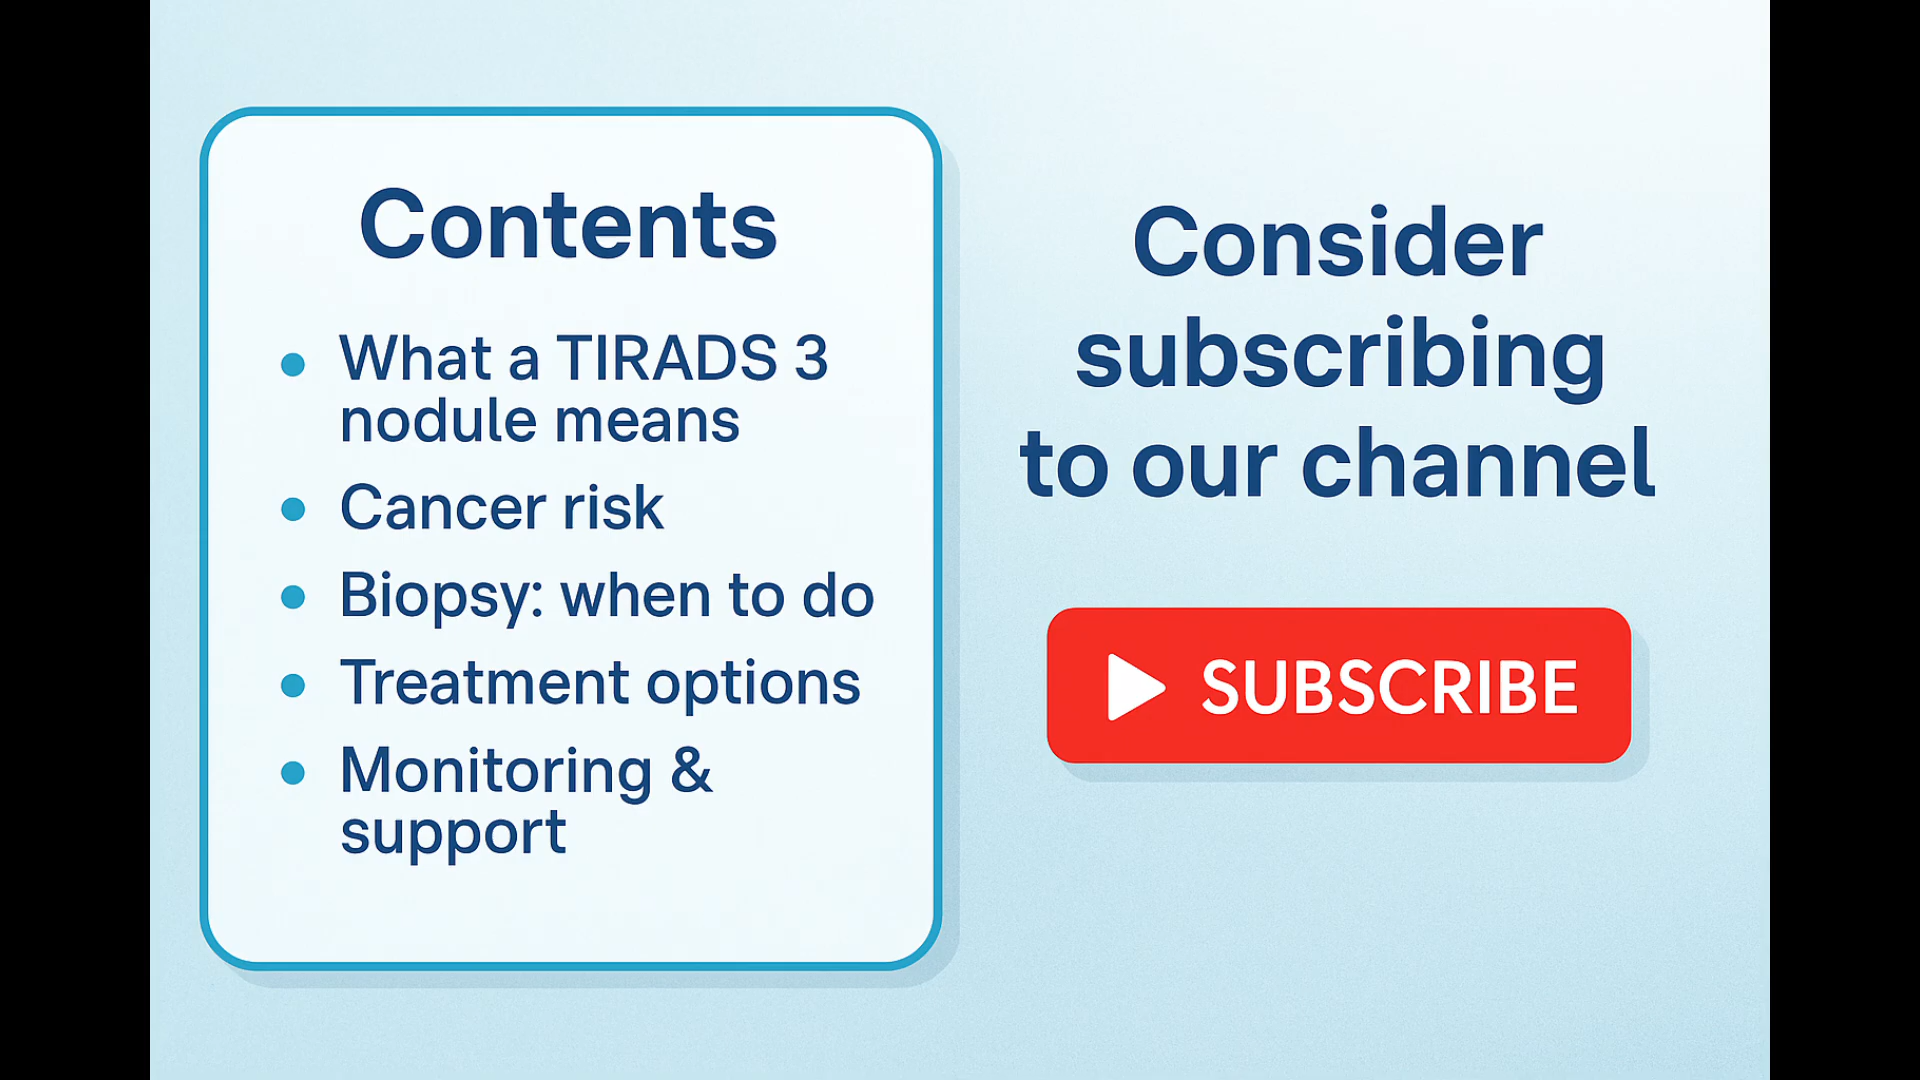 Contents
• What a TIRADS 3
nodule means
• Cancer risk
• Biopsy: when to do
• Treatment options
• Monitoring &
support
Consider
subscribing
to our channel
SUBSCRIBE